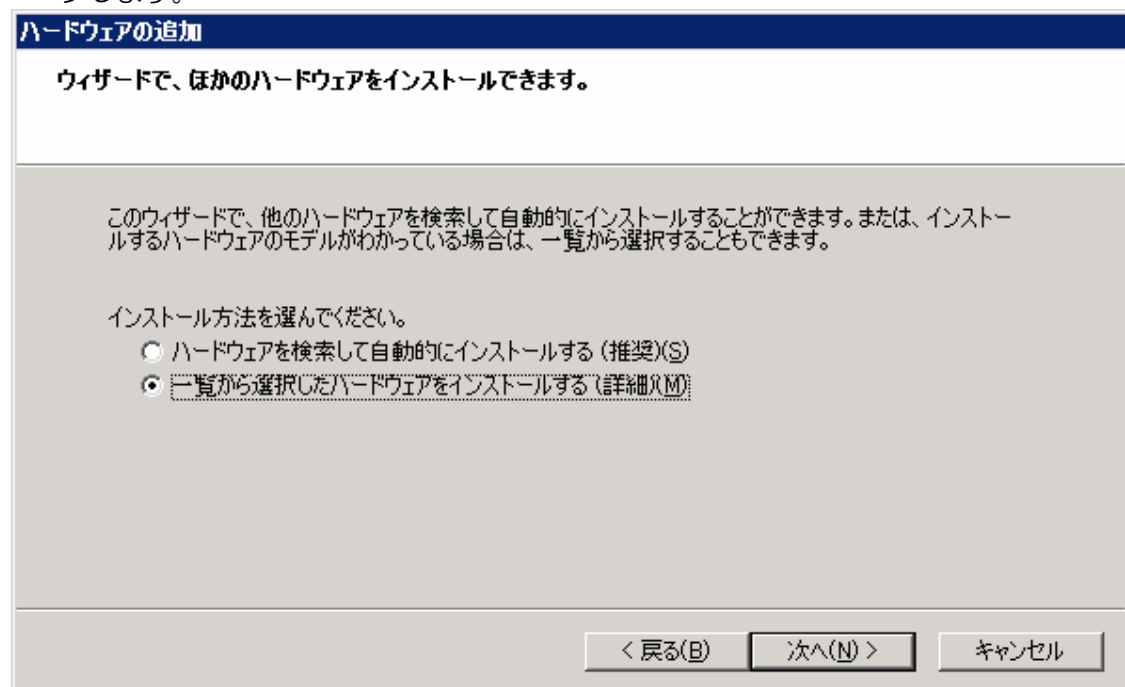 ハードウェアの追加
ウィザードで、ほかのハードウェアをインストールできます。
このウィザードで、他のハードウェアを検索して自動的にインストールすることができます。または、インストー
ルするハードウェアのモデルがわかっている場合は、一覧から選択することもできます。
インストール方法を選んでください。
ハードウェアを検索して自動的にインストールする (推奨)(S)
一覧から選択したハードウェアをインストールする (詳細)(M)
< 戻る(B) 次へ(N) > キャンセル